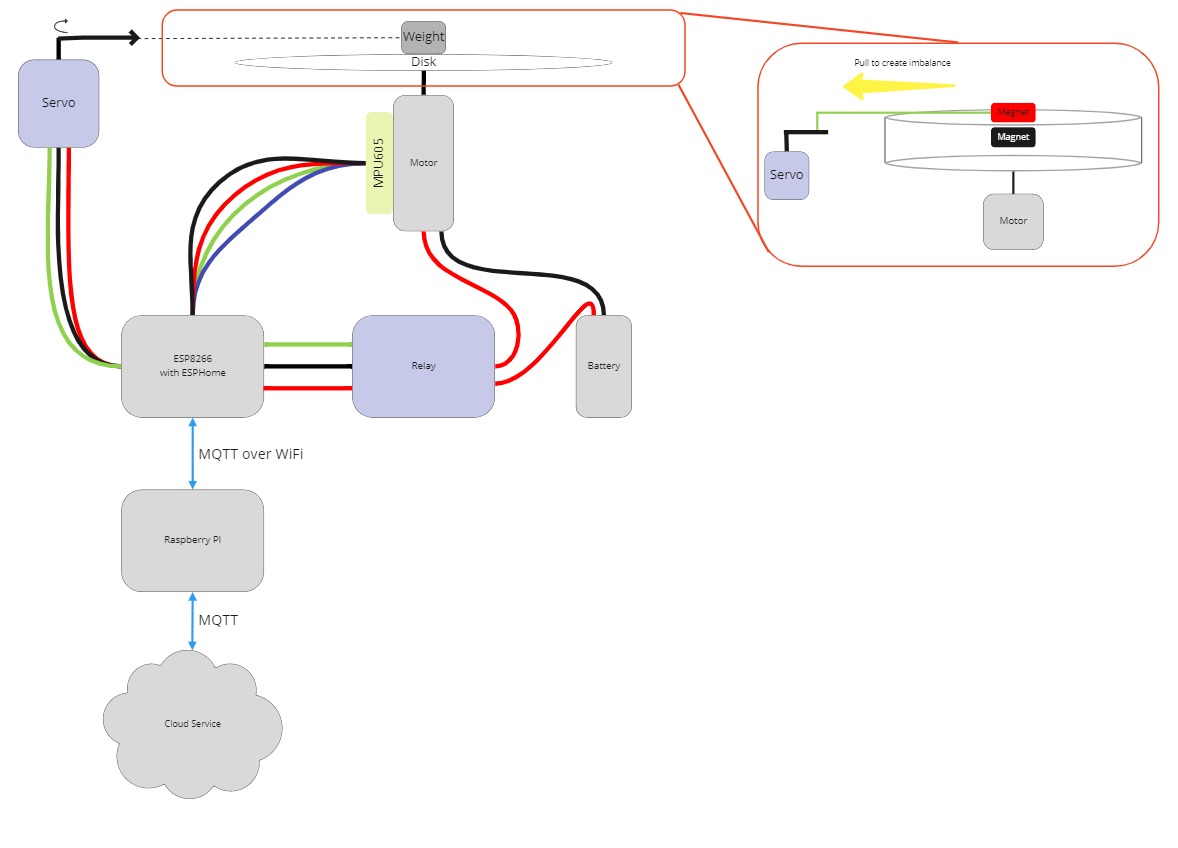 Weight
Disk
Servo
MPU605
Motor
Pull to create imbalance
Magnet
Magnet
Servo
Motor
ESP8266
with ESPHome
Relay
Battery
MQTT over WiFi
Raspberry PI
MQTT
Cloud Service